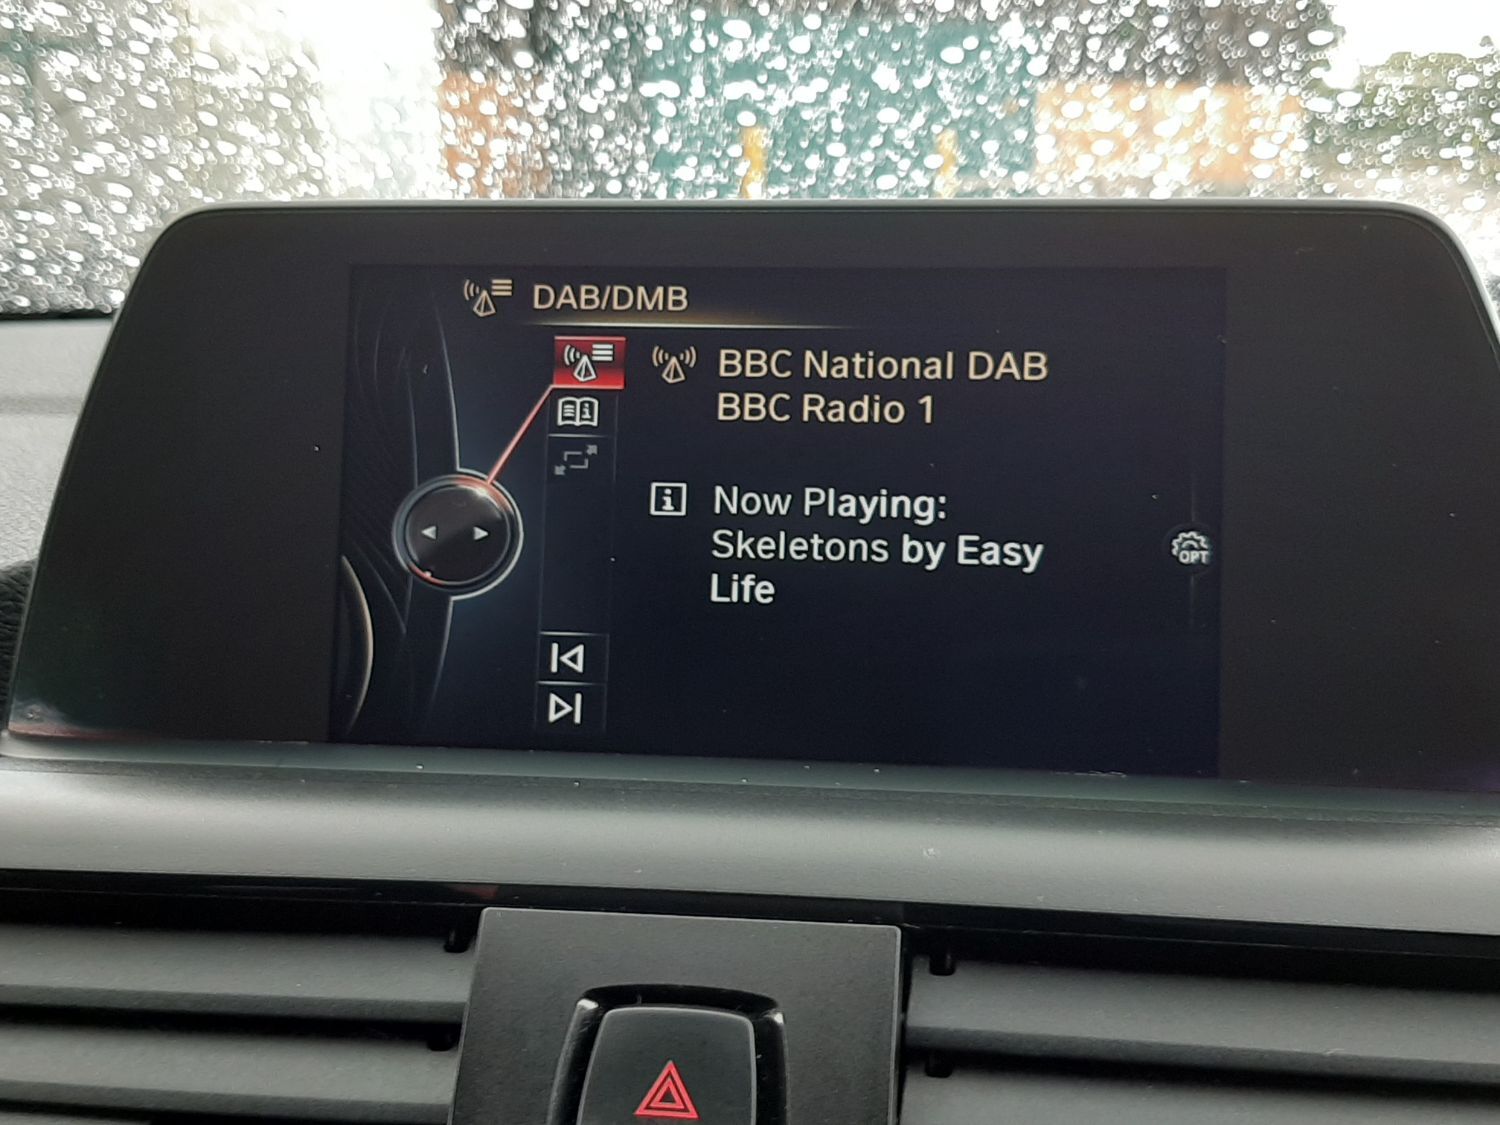 DAB/DMB
BBC National DAB
BBC Radio 1
Now Playing:
Skeletons by Easy
Life
OPT